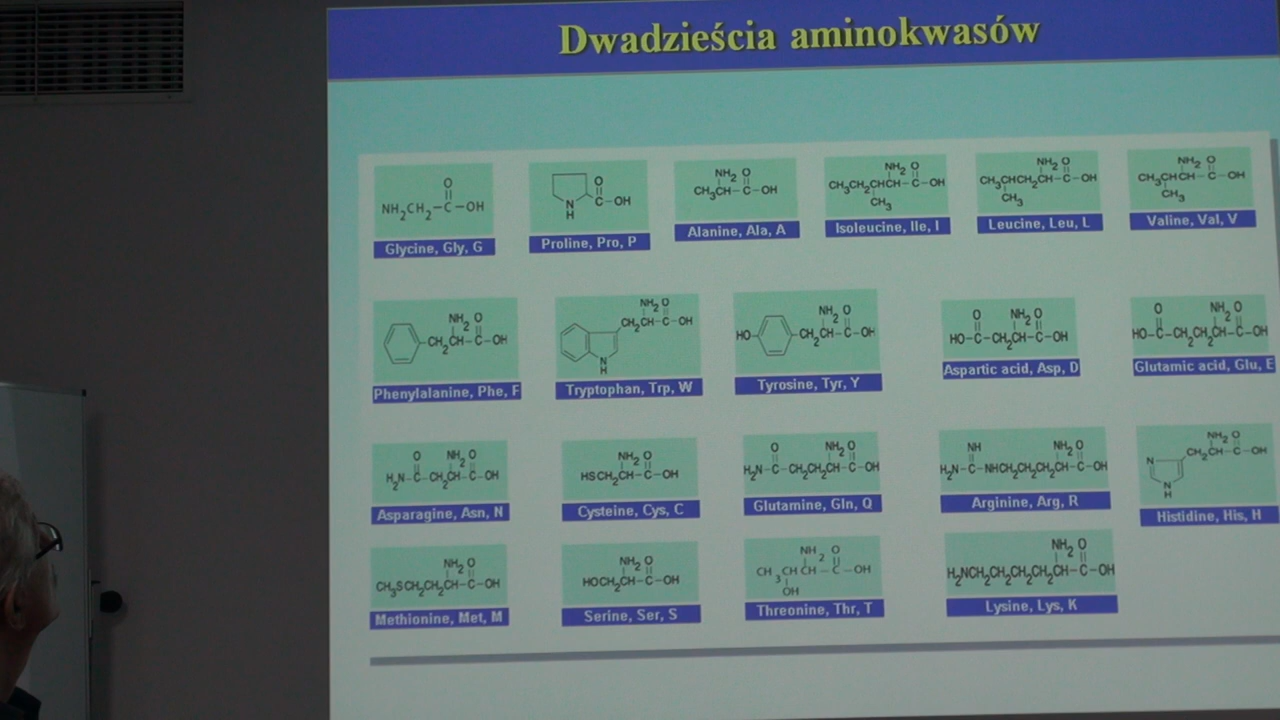 Dwadzieścia aminokwasów
Glycine, Gly, G
Proline, Pro, P
Alanine, Ala, A
Isoleucine, Ile, I
Leucine, Leu, L
Valine, Val, V
Phenylalanine, Phe, F
Tryptophan, Trp, W
Tyrosine, Tyr, Y
Aspartic acid, Asp, D
Glutamic acid, Glu, E
Asparagine, Asn, N
Cysteine, Cys, C
Glutamine, Gln, Q
Arginine, Arg, R
Histidine, His, H
Methionine, Met, M
Serine, Ser, S
Threonine, Thr, T
Lysine, Lys, K